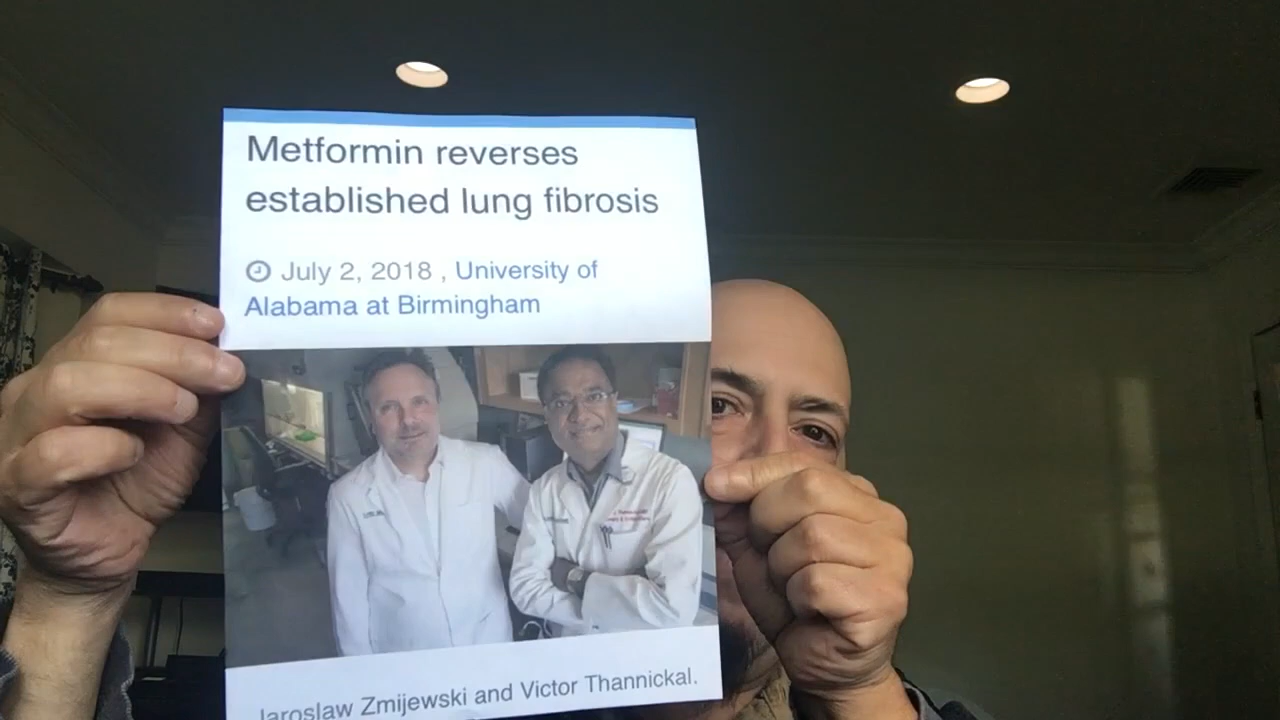 Metformin reverses
established lung fibrosis
July 2, 2018 , University of
Alabama at Birmingham
Jaroslaw Zmijewski and Victor Thannickal.